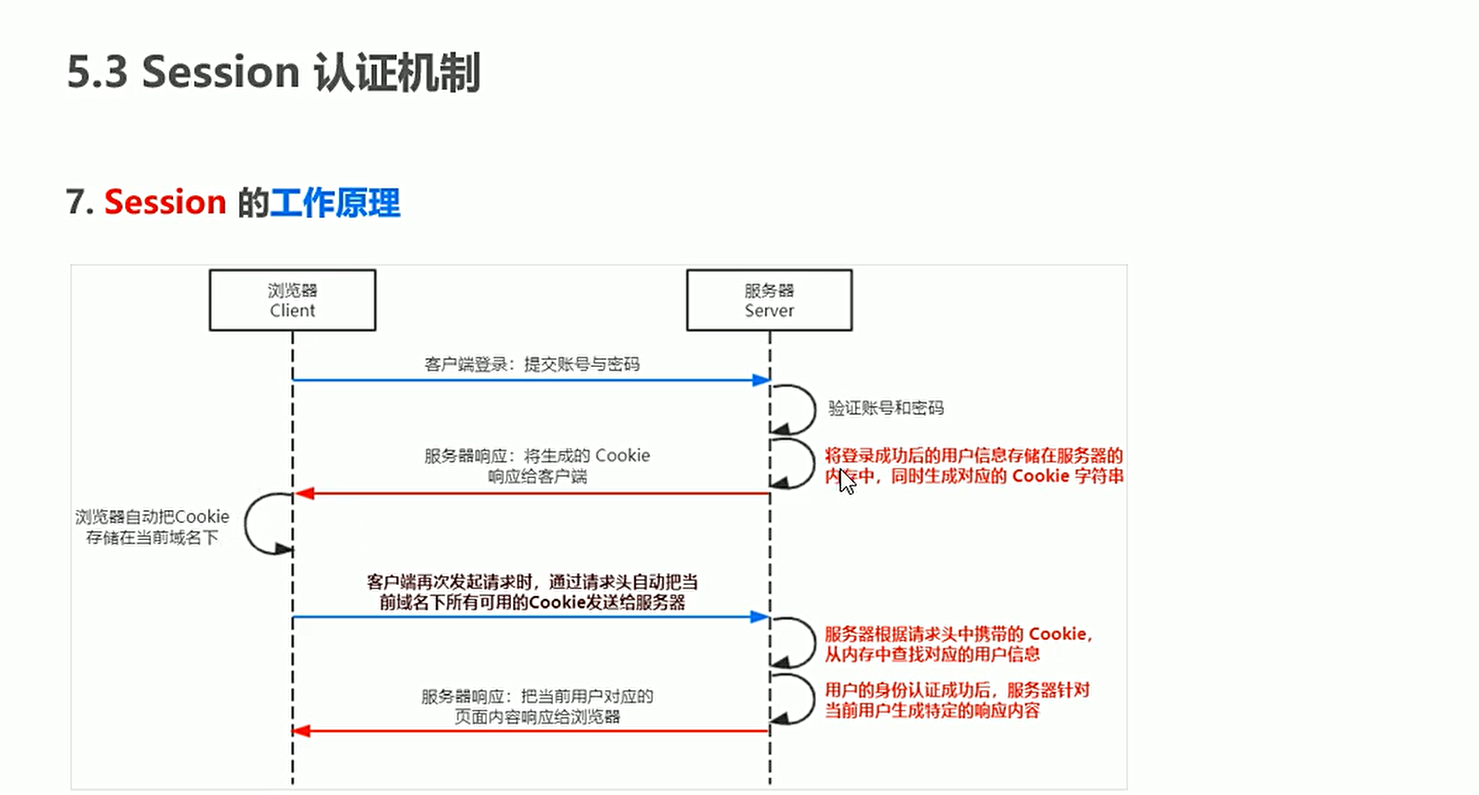 5.3 Session 认证机制
7. Session 的工作原理
浏览器
Client
服务器
Server
客户端登录：提交账号与密码
验证账号和密码
服务器响应：将生成的 Cookie
响应给客户端
将登录成功后的用户信息存储在服务器的
内存中，同时生成对应的 Cookie 字符串
浏览器自动把Cookie
存储在当前域名下
客户端再次发起请求时，通过请求头自动把当
前域名下所有可用的Cookie发送给服务器
服务器根据请求头中携带的 Cookie，
从内存中查找对应的用户信息
用户的身份认证成功后，服务器针对
当前用户生成特定的响应内容
服务器响应：把当前用户对应的
页面内容响应给浏览器